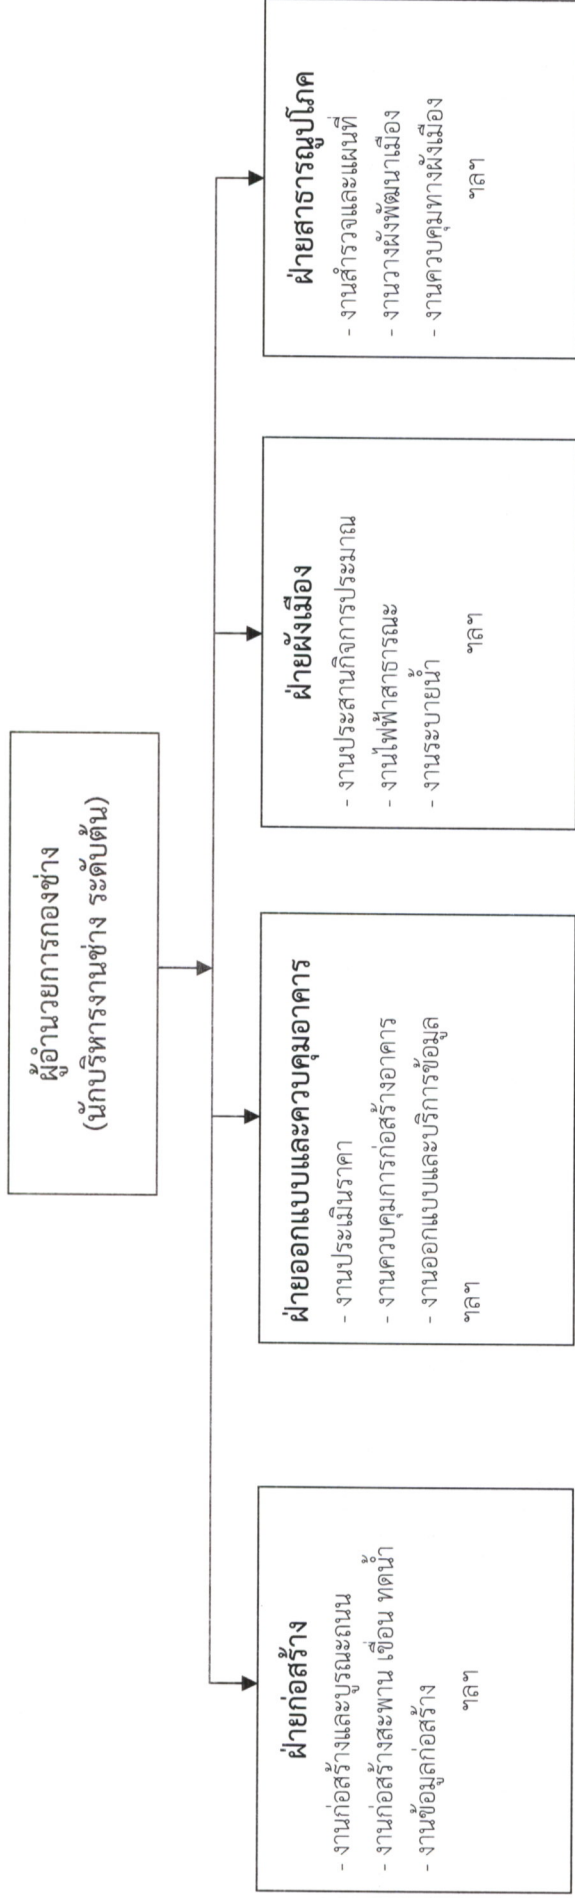 ผู้อำนวยการกองช่าง
(นักบริหารงานช่าง ระดับต้น)
ฝ่ายก่อสร้าง
- งานก่อสร้างและบูรณะถนน
- งานก่อสร้างสะพาน เขื่อน ทดน้ำ
- งานข้อมูลก่อสร้าง
ฯลฯ
ฝ่ายออกแบบและควบคุมอาคาร
- งานประเมินราคา
- งานควบคุมการก่อสร้างอาคาร
- งานออกแบบและบริการข้อมูล
ฯลฯ
ฝ่ายผังเมือง
- งานประสานกิจการประมาณ
- งานไฟฟ้าสาธารณะ
- งานระบายน้ำ
ฯลฯ
ฝ่ายสาธารณูปโภค
- งานสำรวจและแผนที่
- งานวางผังพัฒนาเมือง
- งานควบคุมทางผังเมือง
ฯลฯ